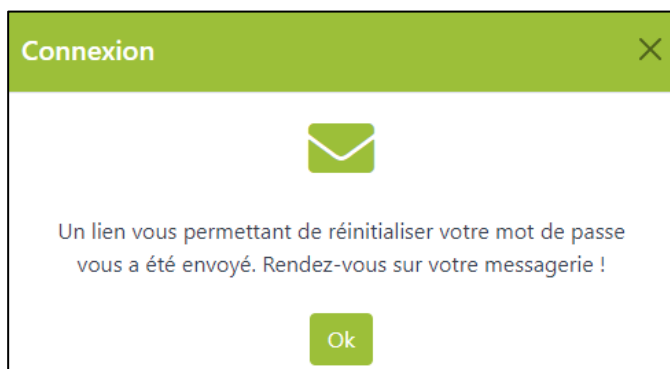 Connexion
Un lien vous permettant de réinitialiser votre mot de passe
vous a été envoyé. Rendez-vous sur votre messagerie !
Ok